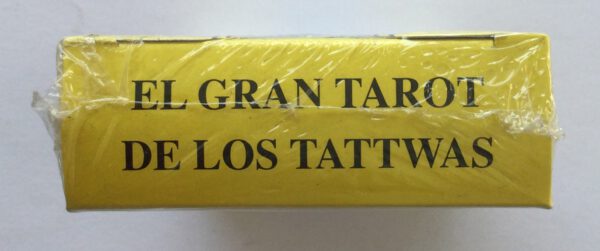 EL GRAN TAROT
DE LOS TATTWAS